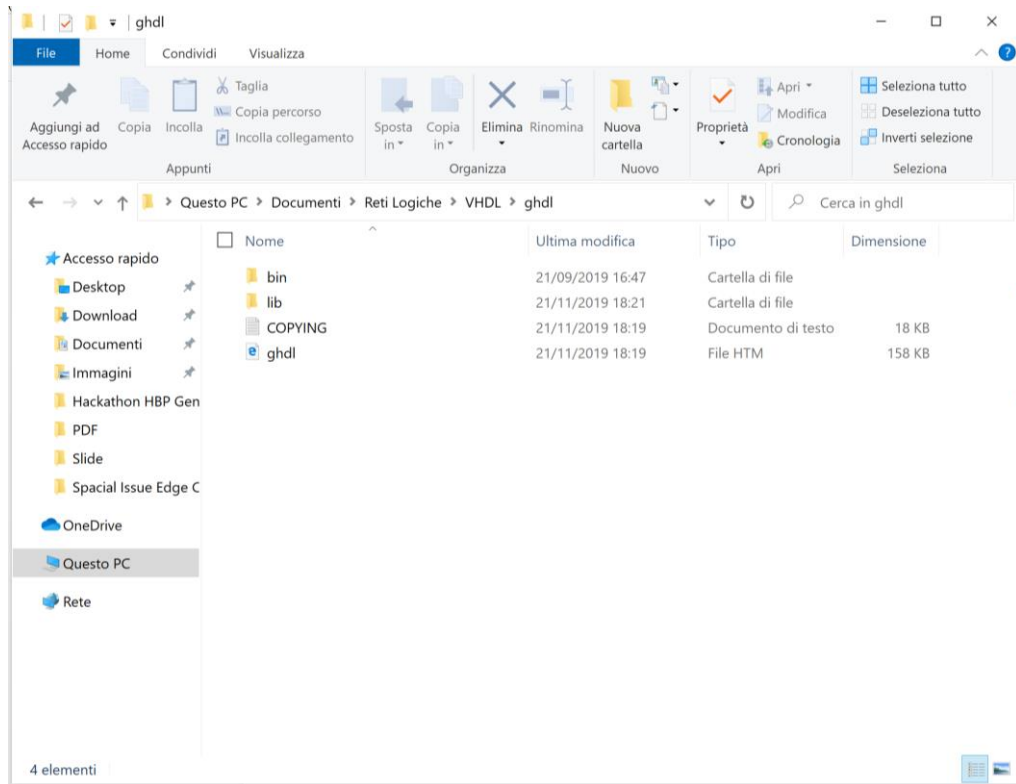 ghdl
File Home Condividi Visualizza
Aggiungi ad Accesso rapido
Copia
Incolla
Taglia
Copia percorso
Incolla collegamento
Appunti
Sposta in
Copia in
Elimina
Rinomina
Organizza
Nuova cartella
Nuovo
Proprietà
Apri
Modifica
Cronologia
Apri
Seleziona tutto
Deseleziona tutto
Inverti selezione
Seleziona
Questo PC > Documenti > Reti Logiche > VHDL > ghdl
Cerca in ghdl
Nome Ultima modifica Tipo Dimensione
bin 21/09/2019 16:47 Cartella di file
lib 21/11/2019 18:21 Cartella di file
COPYING 21/11/2019 18:19 Documento di testo 18 KB
ghdl 21/11/2019 18:19 File HTM 158 KB
Accesso rapido
Desktop
Download
Documenti
Immagini
Hackathon HBP Gen
PDF
Slide
Spacial Issue Edge C
OneDrive
Questo PC
Rete
4 elementi